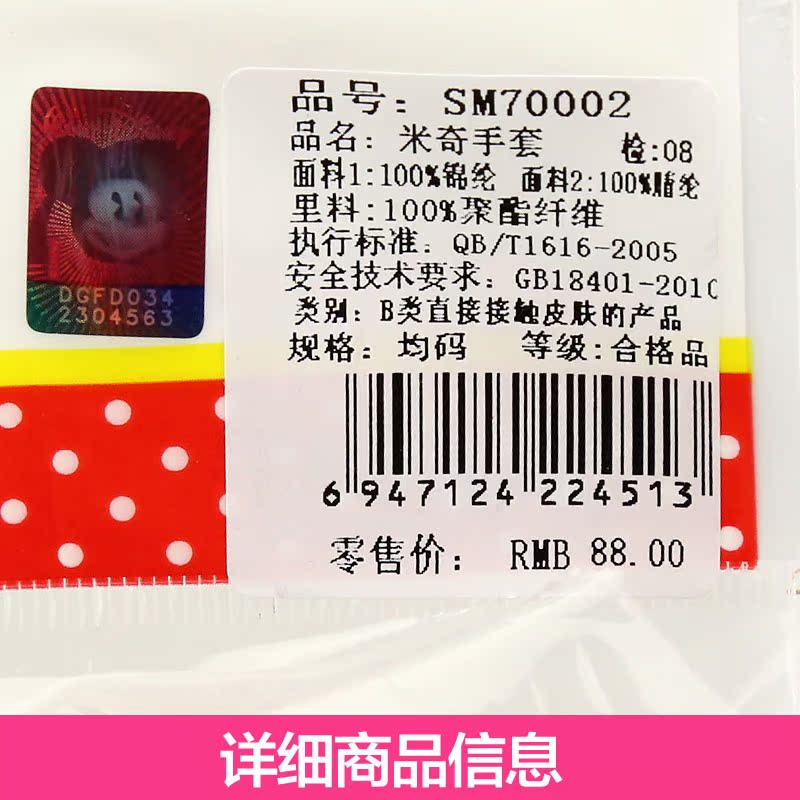 品号: SM70002
品名: 米奇手套 检:08
面料1:100%锦纶 面料2:100%腈纶
里料:100%聚酯纤维
执行标准: QB/T1616-2005
安全技术要求: GB18401-2010
类别: B类直接接触皮肤的产品
规格: 均码 等级:合格品
6 947124 224513
零售价: RMB 88.00
DGFD034
2304563
详细商品信息